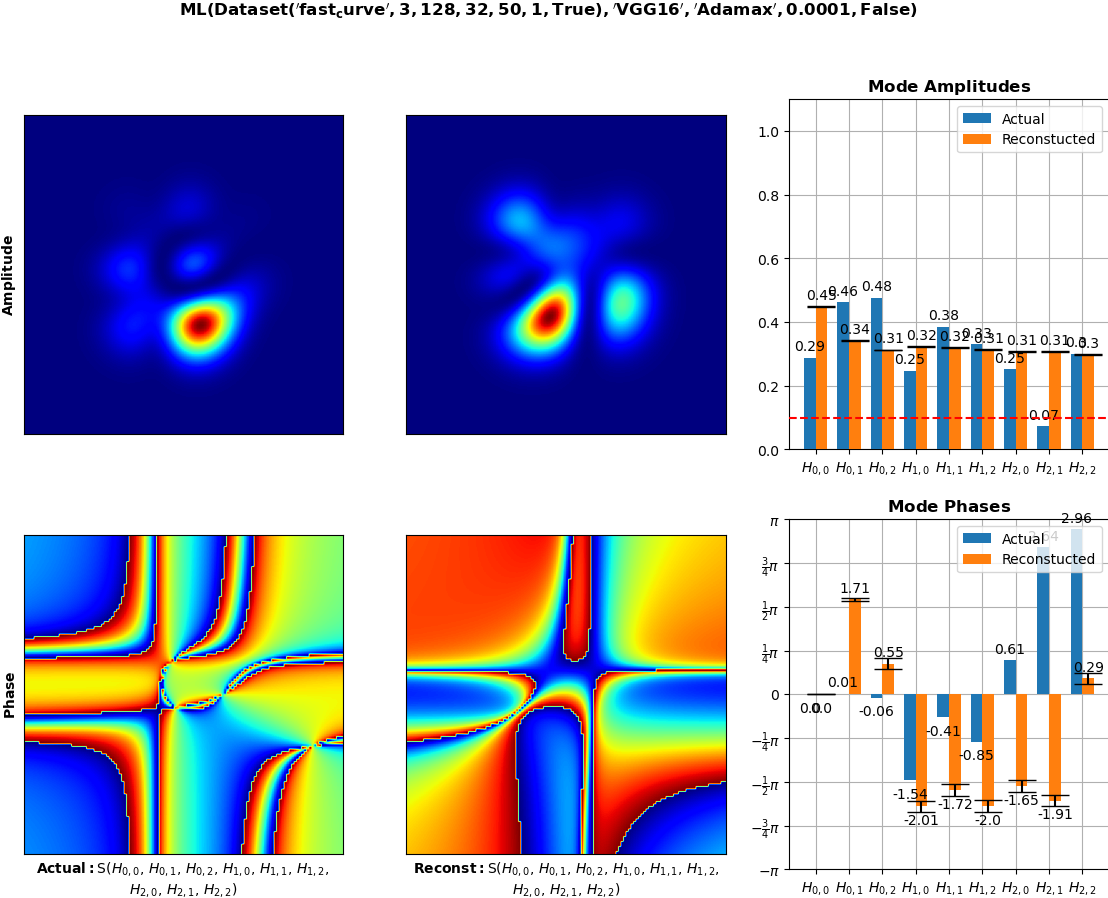 ML(Dataset('fast_curve', 3, 128, 32, 50, 1, True), 'VGG16', 'Adamax', 0.0001, False)
Amplitude
Mode Amplitudes
Actual
Reconstucted
1.0
0.8
0.6
0.4
0.2
0.0
0.29 0.46 0.48 0.25 0.38 0.33 0.25 0.07 0.3
0.45 0.34 0.31 0.32 0.32 0.31 0.31 0.31 0.3
H0,0 H0,1 H0,2 H1,0 H1,1 H1,2 H2,0 H2,1 H2,2
Phase
Actual: S(H0,0, H0,1, H0,2, H1,0, H1,1, H1,2,
H2,0, H2,1, H2,2)
Reconst: S(H0,0, H0,1, H0,2, H1,0, H1,1, H1,2,
H2,0, H2,1, H2,2)
Mode Phases
Actual
Reconstucted
π
3/4π
1/2π
1/4π
0
−1/4π
−1/2π
−3/4π
−π
0.0 0.01 -0.06 -1.54 -0.41 -0.85 0.61 2.64 2.96
0.0 1.71 0.55 -2.01 -1.72 -2.0 -1.65 -1.91 0.29
H0,0 H0,1 H0,2 H1,0 H1,1 H1,2 H2,0 H2,1 H2,2